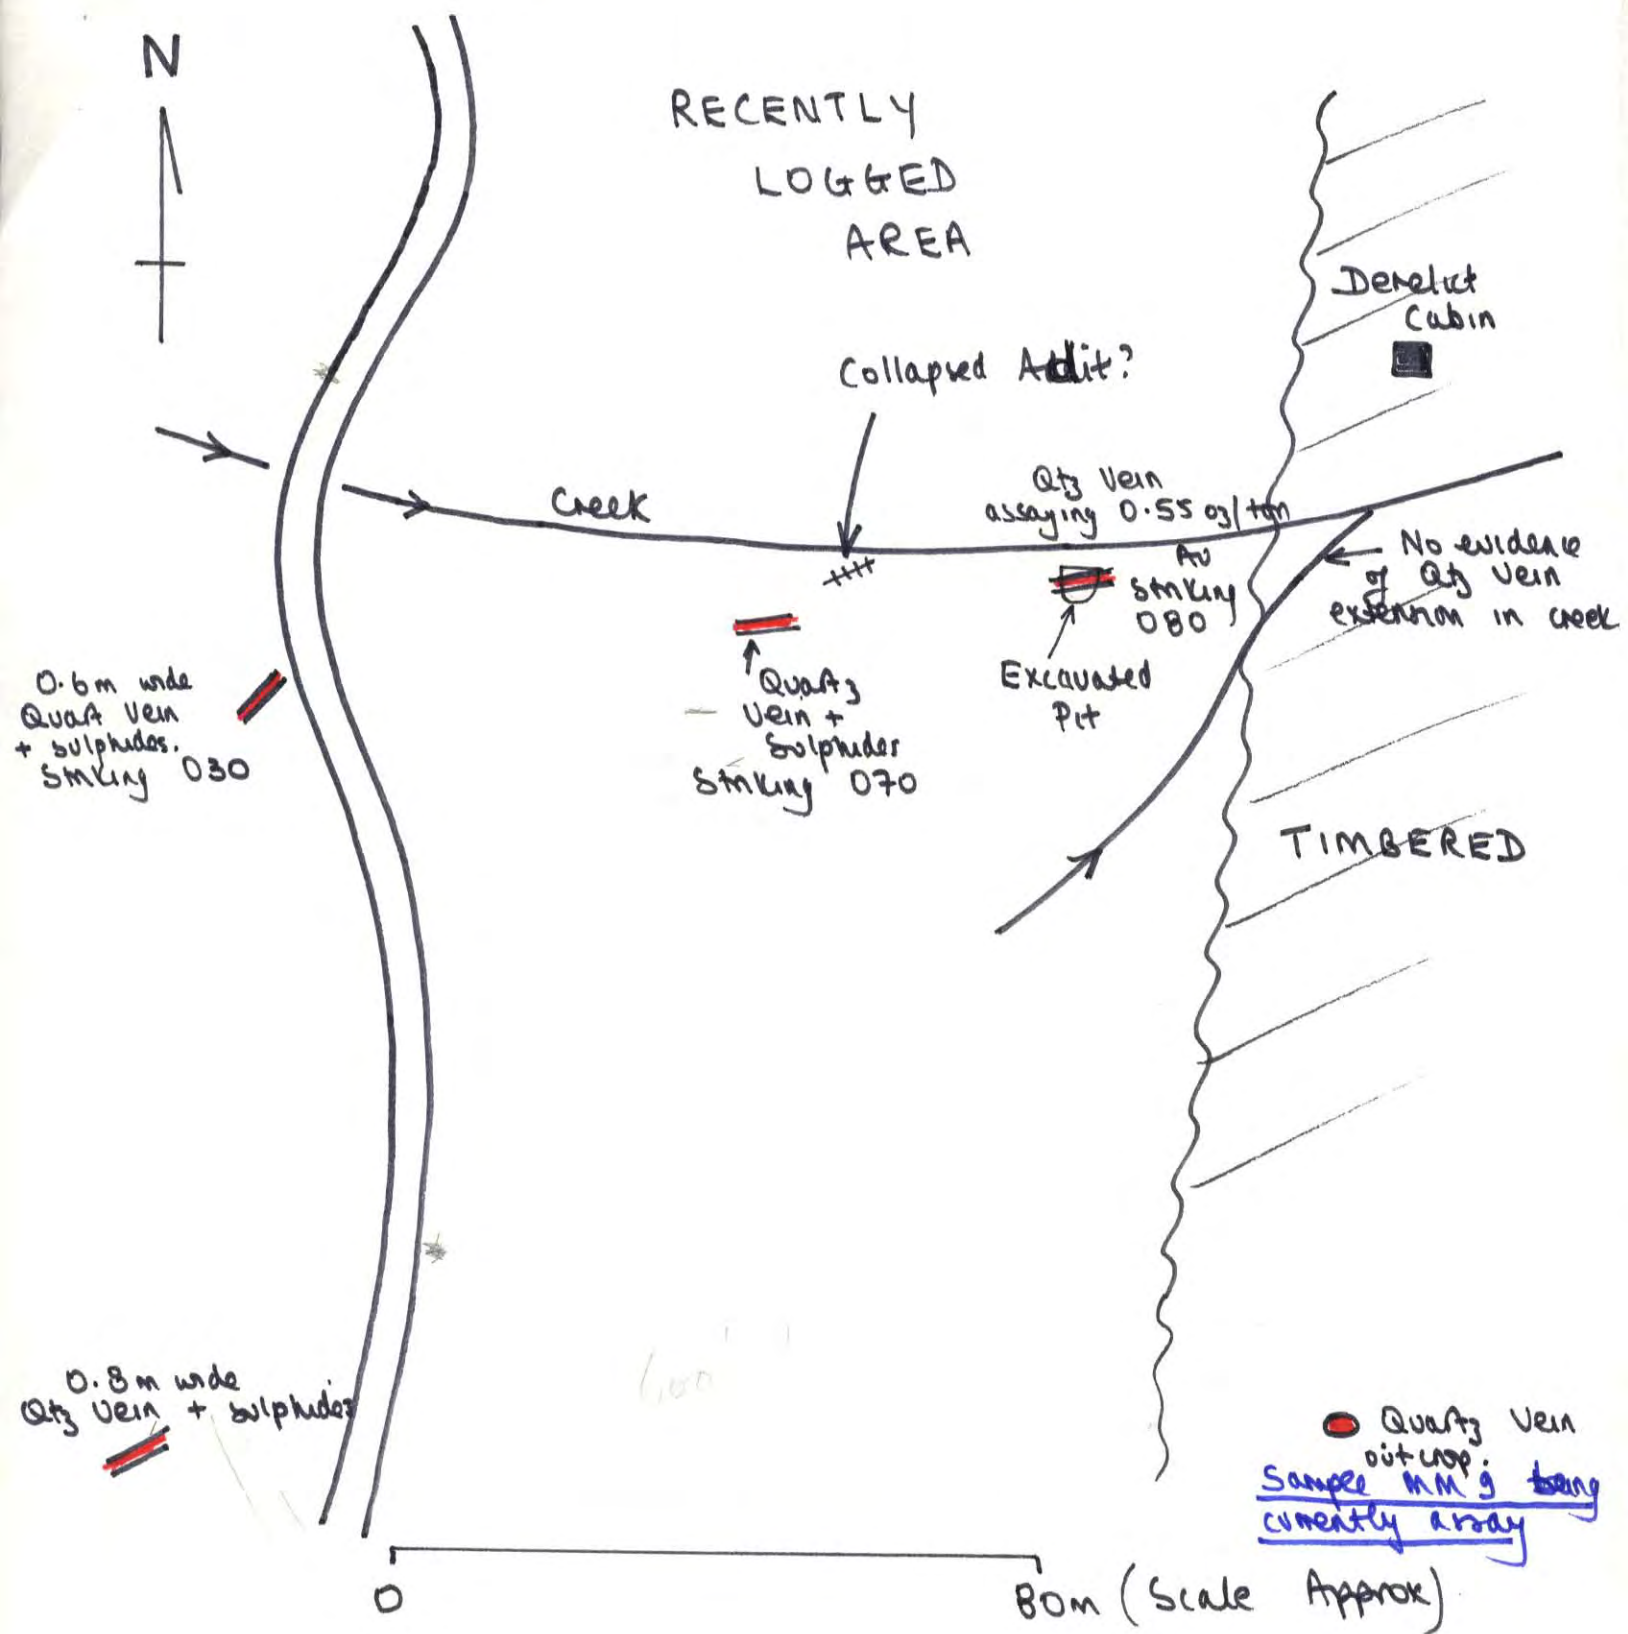 N
RECENTLY
LOGGED
AREA
Derelict
Cabin
Collapsed Addit?
Qtz Vein
assaying 0.55 oz/ton
Au
Striking
080
Creek
No evidence
of Qtz Vein
extension in creek
Excavated
Pit
0.6m wide
Quart Vein
+ sulphides.
Striking 030
Quartz
Vein +
Sulphides
Striking 070
TIMBERED
0.8m wide
Qtz Vein + sulphides
Quartz Vein
outcrop.
Sample MM 9 being
currently assay
0
80m (Scale Approx)